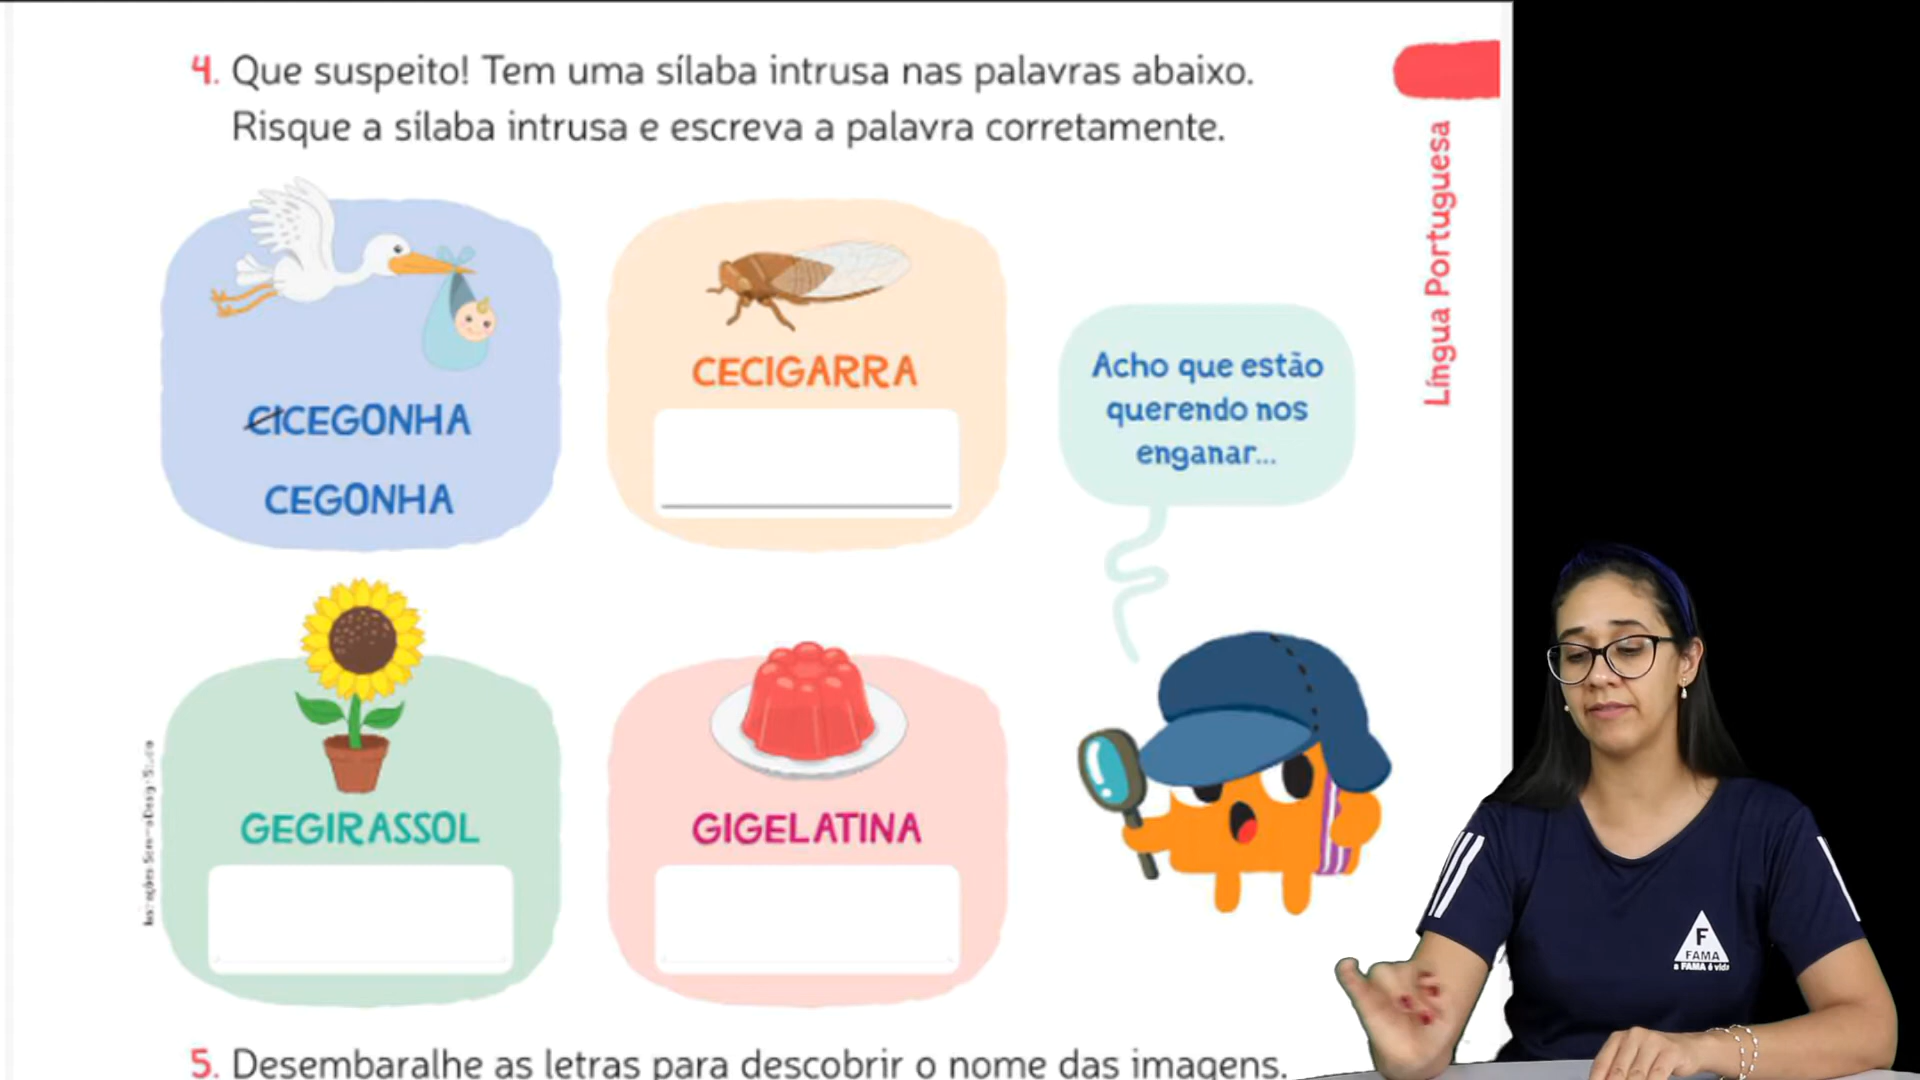 4. Que suspeito! Tem uma sílaba intrusa nas palavras abaixo.
Risque a sílaba intrusa e escreva a palavra corretamente.
CICEGONHA
CEGONHA
CECIGARRA
Acho que estão
querendo nos
enganar...
Língua Portuguesa
GEGIRASSOL
GIGELATINA
F
FAMA
a FAMA é vida
5. Desembaralhe as letras para descobrir o nome das imagens.